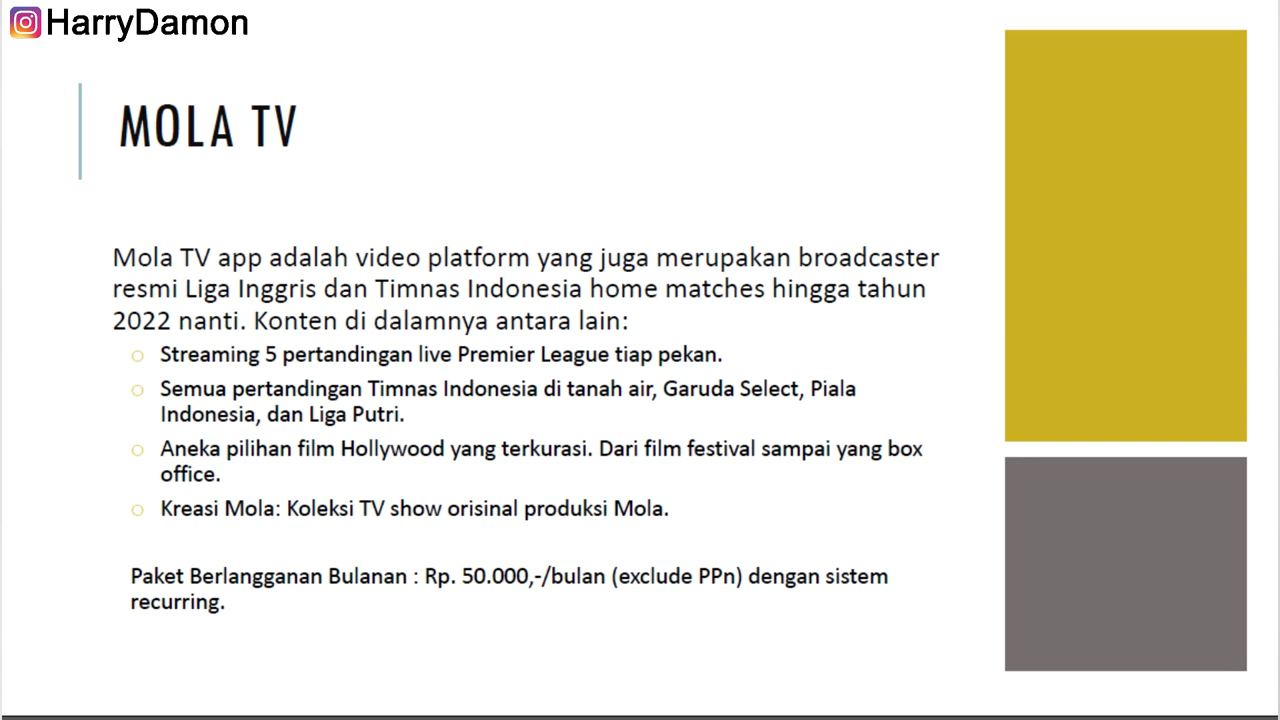 HarryDamon
MOLA TV
Mola TV app adalah video platform yang juga merupakan broadcaster
resmi Liga Inggris dan Timnas Indonesia home matches hingga tahun
2022 nanti. Konten di dalamnya antara lain:
Streaming 5 pertandingan live Premier League tiap pekan.
Semua pertandingan Timnas Indonesia di tanah air, Garuda Select, Piala
Indonesia, dan Liga Putri.
Aneka pilihan film Hollywood yang terkurasi. Dari film festival sampai yang box
office.
Kreasi Mola: Koleksi TV show orisinal produksi Mola.
Paket Berlangganan Bulanan : Rp. 50.000,-/bulan (exclude PPn) dengan sistem
recurring.